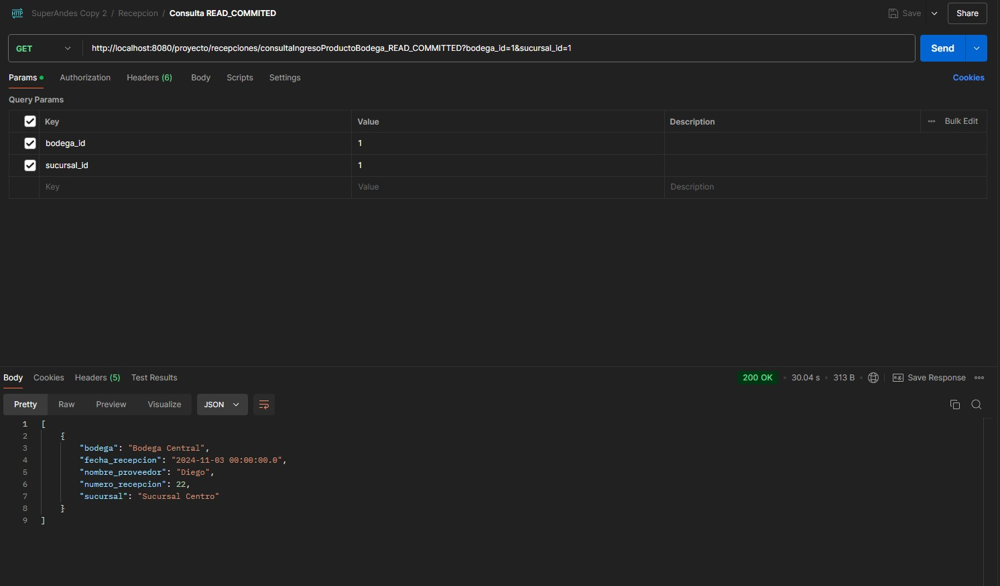 HTTP SuperAndes Copy 2 / Recepcion / Consulta READ_COMMITED Save Share
GET http://localhost:8080/proyecto/recepciones/consultaIngresoProductoBodega_READ_COMMITTED?bodega_id=1&sucursal_id=1 Send
Params Authorization Headers (6) Body Scripts Settings Cookies
Query Params
Key Value Description Bulk Edit
bodega_id 1
sucursal_id 1
Key Value Description
Body Cookies Headers (5) Test Results 200 OK 30.04 s 313 B e.g. Save Response
Pretty Raw Preview Visualize JSON
1 [
2 {
3 "bodega": "Bodega Central",
4 "fecha_recepcion": "2024-11-03 00:00:00.0",
5 "nombre_proveedor": "Diego",
6 "numero_recepcion": 22,
7 "sucursal": "Sucursal Centro"
8 }
9 ]